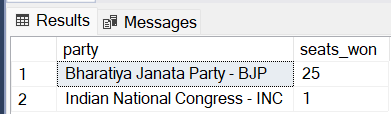 Results Messages
party seats_won
1 Bharatiya Janata Party - BJP 25
2 Indian National Congress - INC 1